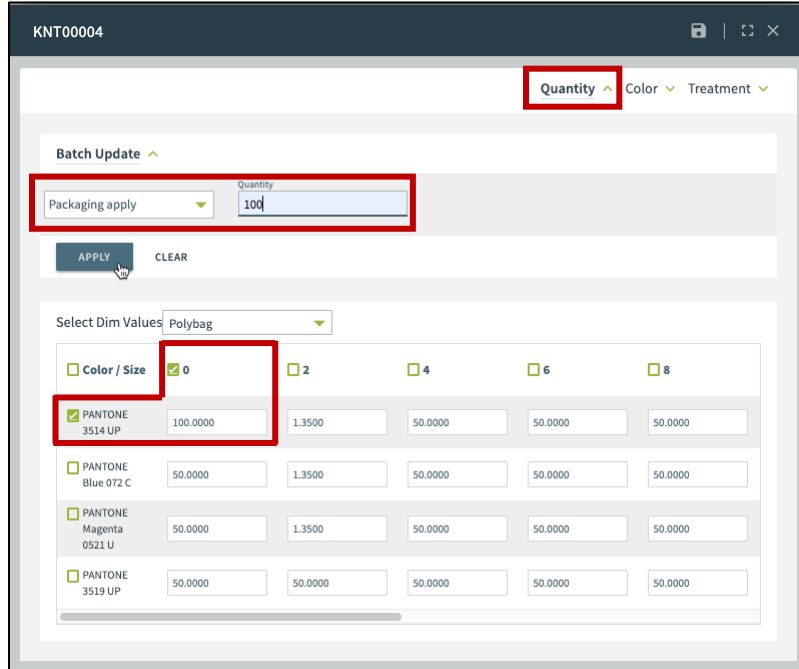 KNT00004
Quantity Color Treatment
Batch Update
Quantity
Packaging apply 100
APPLY CLEAR
Select Dim Values Polybag
Color / Size 0 2 4 6 8
PANTONE
3514 UP 100.0000 1.3500 50.0000 50.0000 50.0000
PANTONE
Blue 072 C 50.0000 1.3500 50.0000 50.0000 50.0000
PANTONE
Magenta 50.0000 1.3500 50.0000 50.0000 50.0000
0521 U
PANTONE
3519 UP 50.0000 50.0000 50.0000 50.0000 50.0000